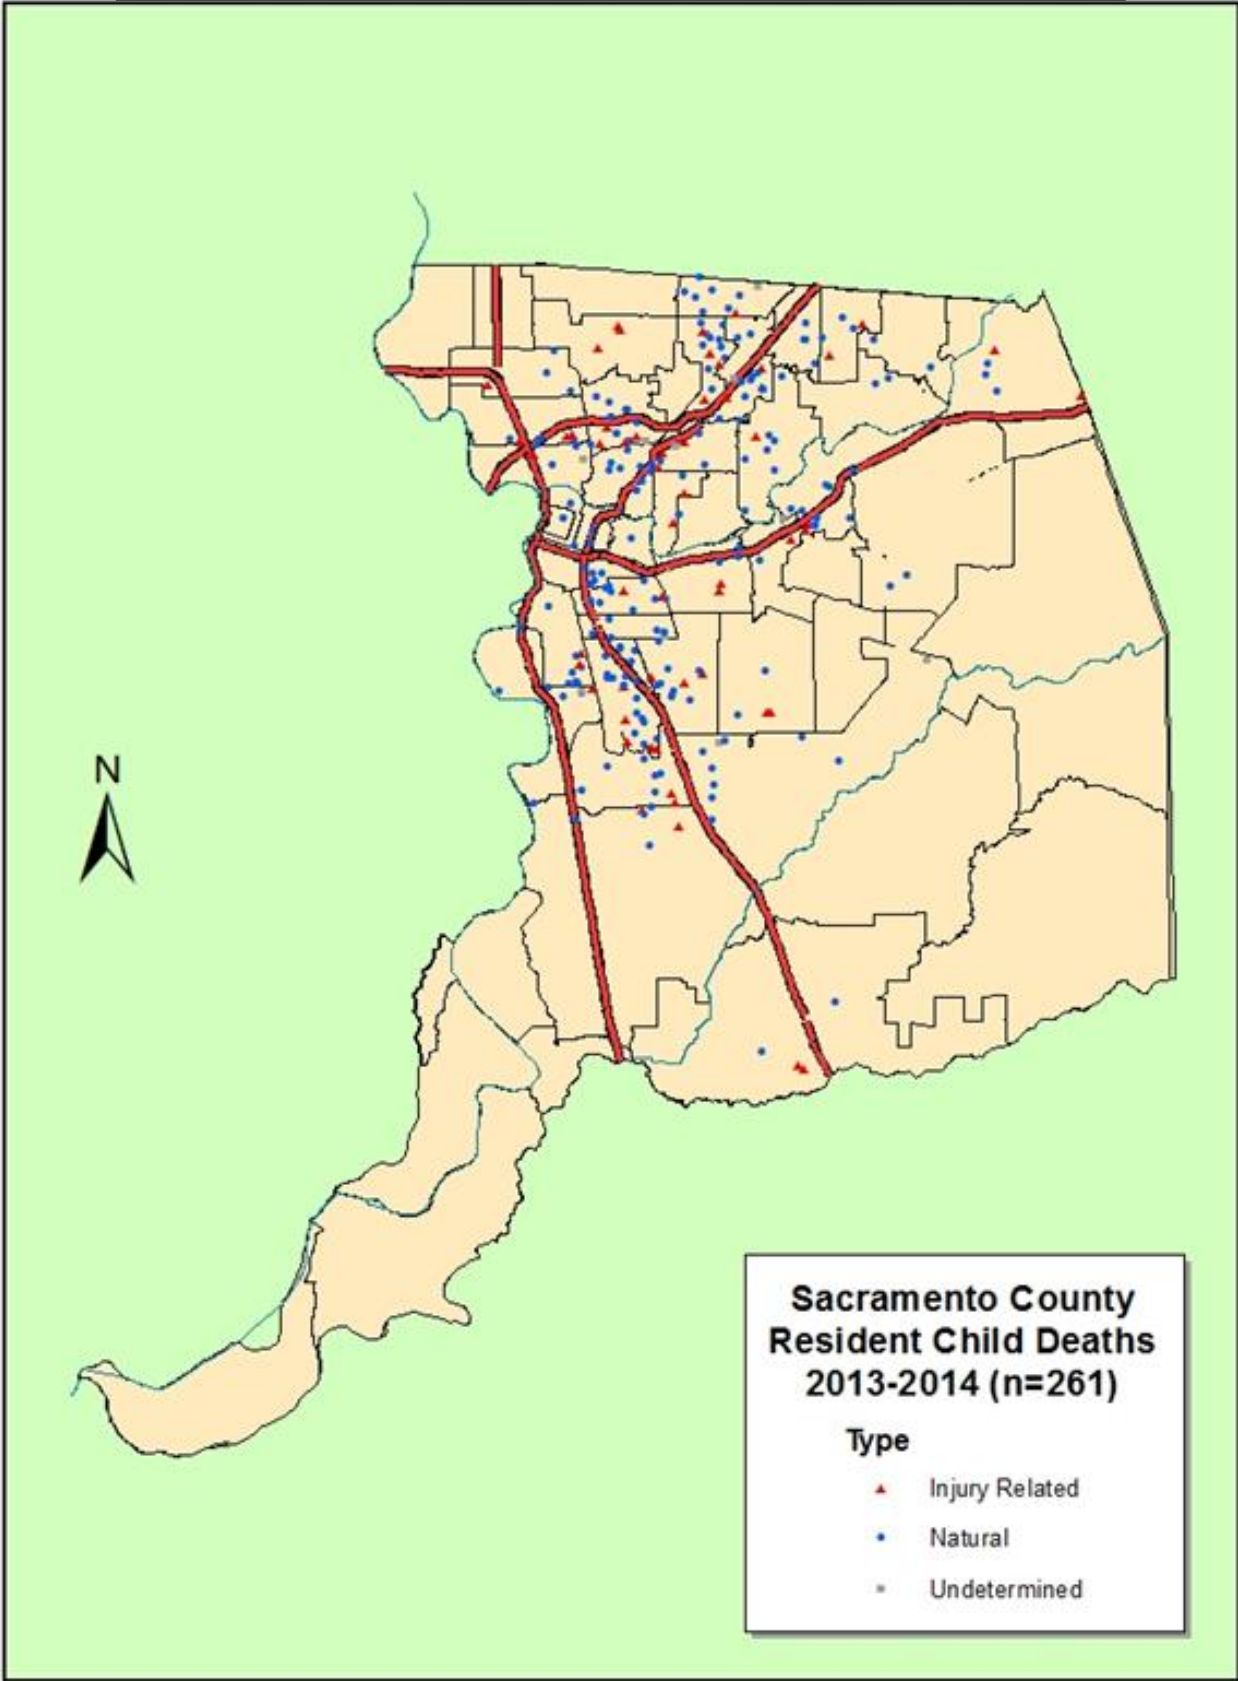 N
Sacramento County
Resident Child Deaths
2013-2014 (n=261)
Type
Injury Related
Natural
Undetermined